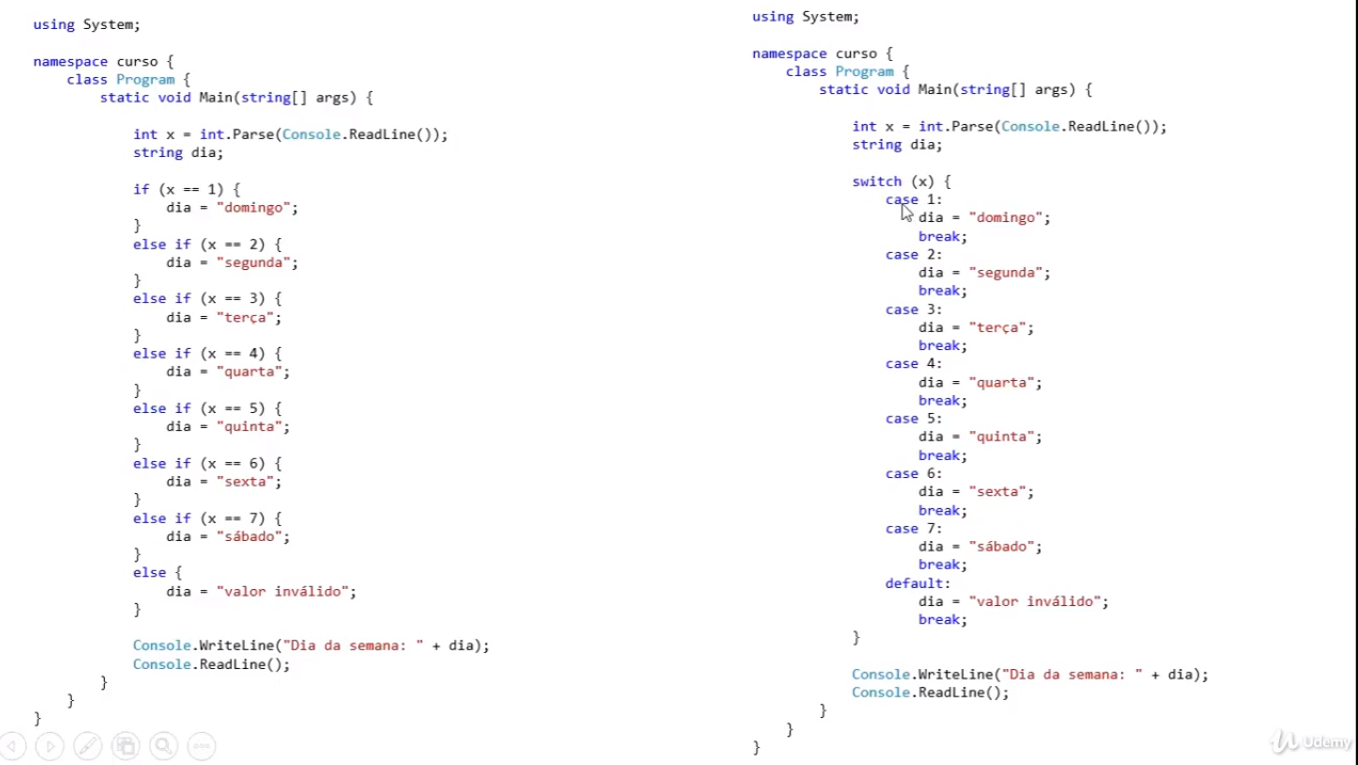 using System;
namespace curso {
class Program {
static void Main(string[] args) {
int x = int.Parse(Console.ReadLine());
string dia;
if (x == 1) {
dia = "domingo";
}
else if (x == 2) {
dia = "segunda";
}
else if (x == 3) {
dia = "terça";
}
else if (x == 4) {
dia = "quarta";
}
else if (x == 5) {
dia = "quinta";
}
else if (x == 6) {
dia = "sexta";
}
else if (x == 7) {
dia = "sábado";
}
else {
dia = "valor inválido";
}
Console.WriteLine("Dia da semana: " + dia);
Console.ReadLine();
}
}
}
using System;
namespace curso {
class Program {
static void Main(string[] args) {
int x = int.Parse(Console.ReadLine());
string dia;
switch (x) {
case 1:
dia = "domingo";
break;
case 2:
dia = "segunda";
break;
case 3:
dia = "terça";
break;
case 4:
dia = "quarta";
break;
case 5:
dia = "quinta";
break;
case 6:
dia = "sexta";
break;
case 7:
dia = "sábado";
break;
default:
dia = "valor inválido";
break;
}
Console.WriteLine("Dia da semana: " + dia);
Console.ReadLine();
}
}
}
Udemy